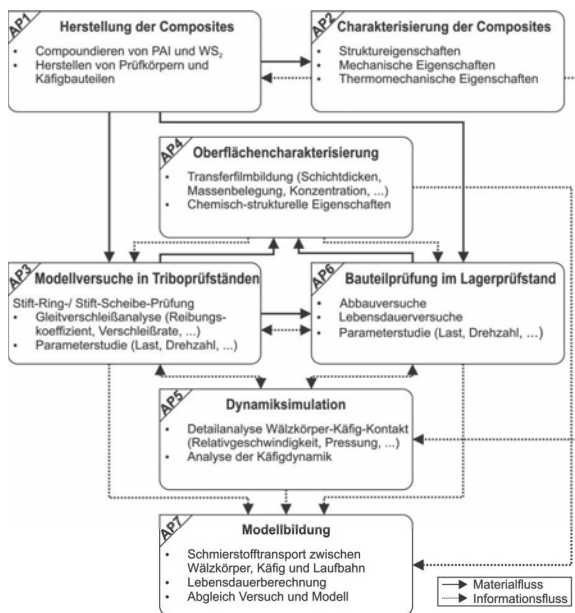 AP1
Herstellung der Composites
• Compoundieren von PAI und WS₂
• Herstellen von Prüfkörpern und
Käfigbauteilen
AP2
Charakterisierung der Composites
• Struktureigenschaften
• Mechanische Eigenschaften
• Thermomechanische Eigenschaften
AP4
Oberflächencharakterisierung
• Transferfilmbildung (Schichtdicken,
Massenbelegung, Konzentration, ...)
• Chemisch-strukturelle Eigenschaften
AP3
Modellversuche in Triboprüfständen
Stift-Ring-/ Stift-Scheibe-Prüfung
• Gleitverschleißanalyse (Reibungs-
koeffizient, Verschleißrate, ...)
• Parameterstudie (Last, Drehzahl, ...)
AP6
Bauteilprüfung im Lagerprüfstand
• Abbauversuche
• Lebensdauerversuche
• Parameterstudie (Last, Drehzahl, ...)
AP5
Dynamiksimulation
• Detailanalyse Wälzkörper-Käfig-Kontakt
(Relativgeschwindigkeit, Pressung, ...)
• Analyse der Käfigdynamik
AP7
Modellbildung
• Schmierstofftransport zwischen
Wälzkörper, Käfig und Laufbahn
• Lebensdauerberechnung
• Abgleich Versuch und Modell
Materialfluss
Informationsfluss